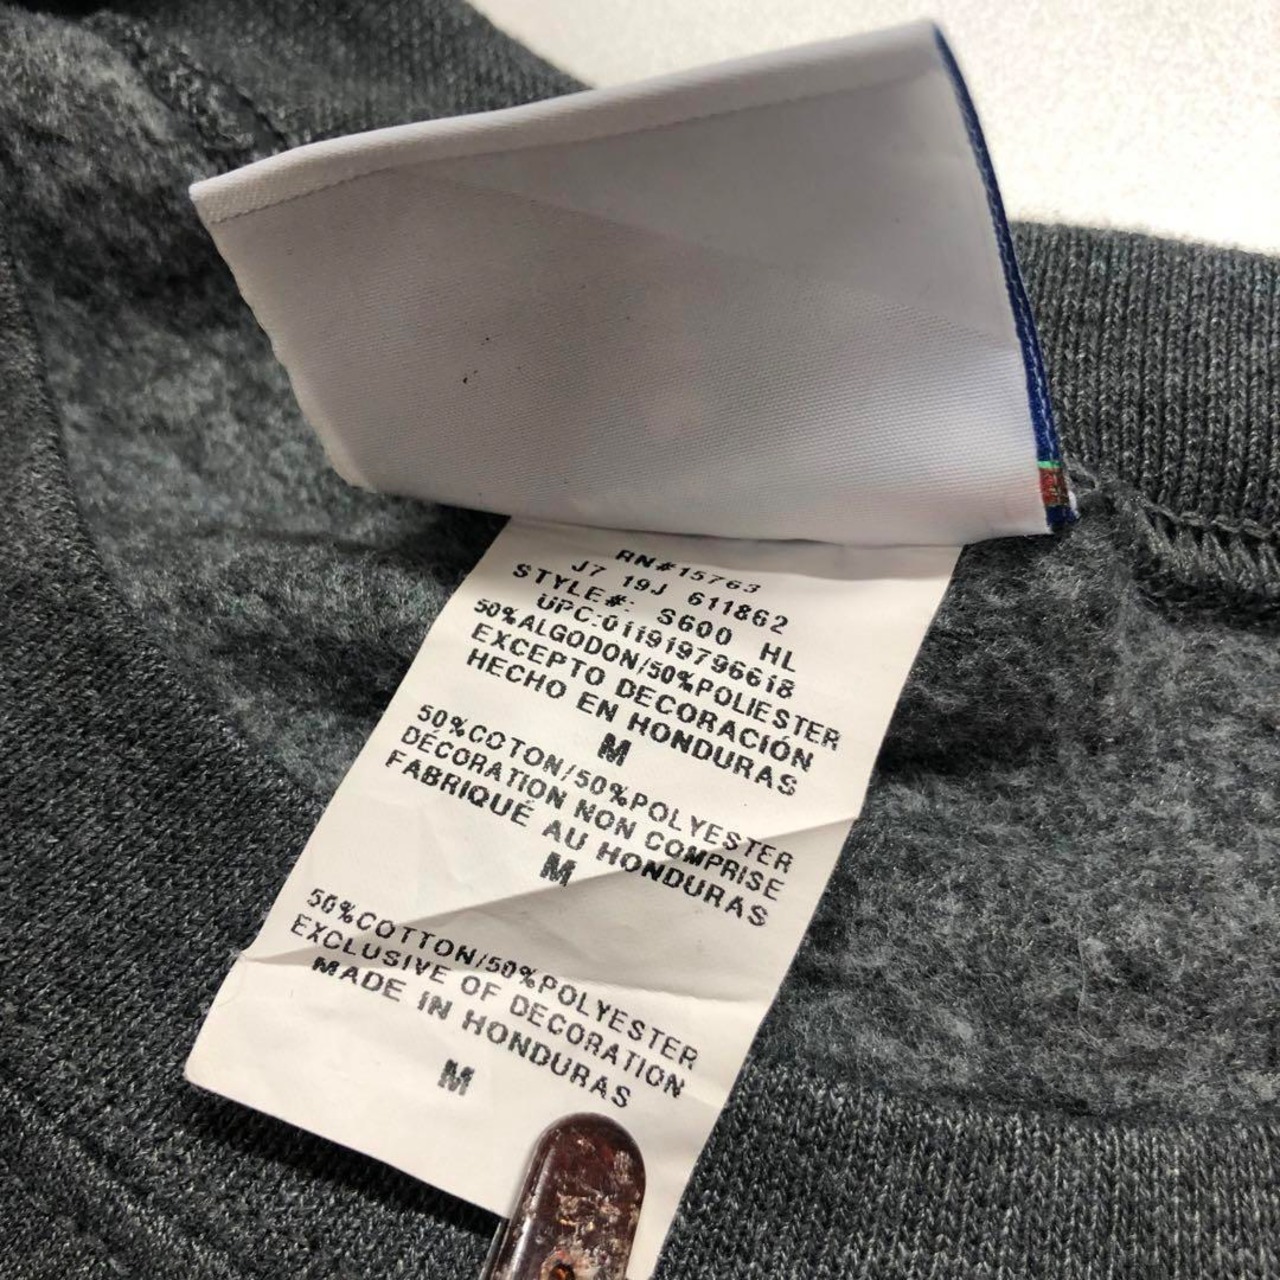 RN#15763
J7 19J 611862
STYLE#: S600 HL
UPC:011919796618
50%ALGODON/50%POLIESTER
EXCEPTO DECORACIÓN
HECHO EN HONDURAS
M
50%COTON/50%POLYESTER
DÉCORATION NON COMPRISE
FABRIQUÉ AU HONDURAS
M
50%COTTON/50%POLYESTER
EXCLUSIVE OF DECORATION
MADE IN HONDURAS
M